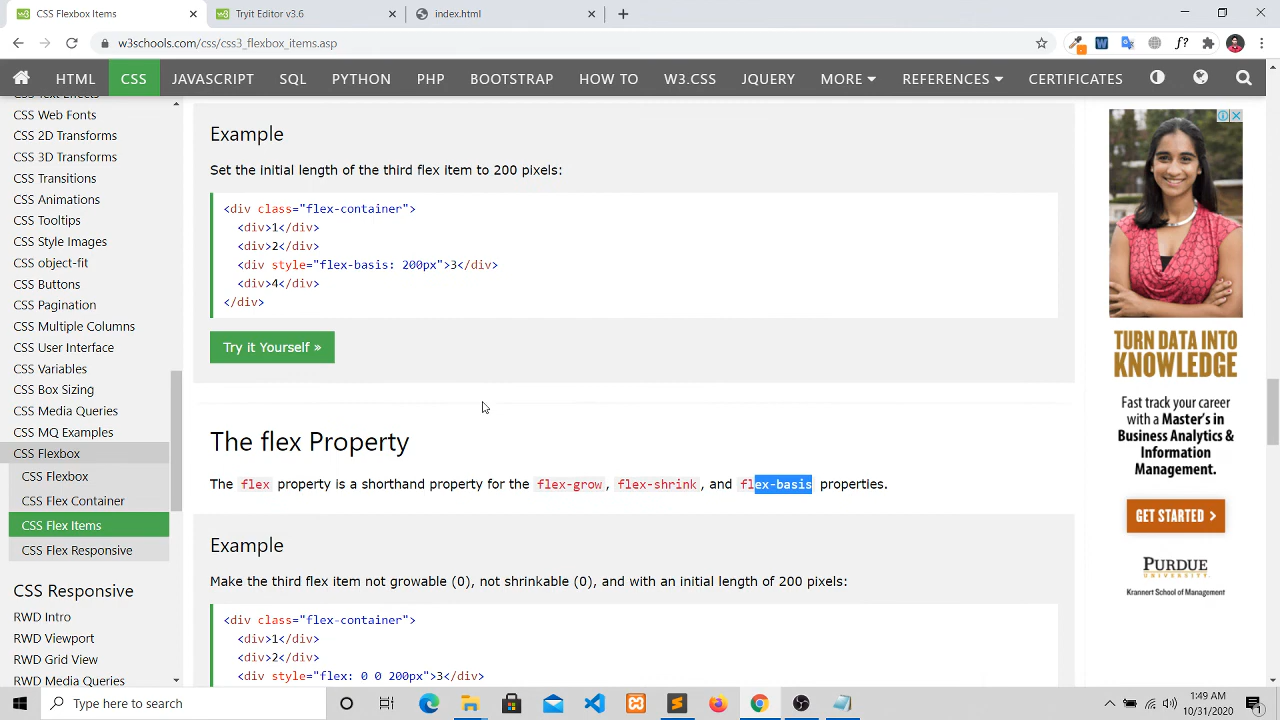 CSS Flex Items
Tryit Editor v3.6
index.html
w3schools.com/css/css3_flexbox_items.asp
HTML
CSS
JAVASCRIPT
SQL
PYTHON
PHP
BOOTSTRAP
HOW TO
W3.CSS
JQUERY
MORE
REFERENCES
CERTIFICATES
CSS Text Effects
CSS Web Fonts
CSS 2D Transforms
CSS 3D Transforms
CSS Transitions
CSS Animations
CSS Tooltips
CSS Style Images
CSS object-fit
CSS Buttons
CSS Pagination
CSS Multiple Columns
CSS User Interface
CSS Variables
CSS Box Sizing
CSS Media Queries
CSS MQ Examples
CSS Flexbox
CSS Flexbox
CSS Flex Container
CSS Flex Items
CSS Flex Responsive
CSS Responsive
RWD Intro
RWD Viewport
RWD Grid View
RWD Media Queries
Example
Set the initial length of the third flex item to 200 pixels:
<div class="flex-container">
<div>1</div>
<div>2</div>
<div style="flex-basis: 200px">3</div>
<div>4</div>
</div>
Try it Yourself »
The flex Property
The flex property is a shorthand property for the flex-grow, flex-shrink, and flex-basis properties.
Example
Make the third flex item not growable (0), not shrinkable (0), and with an initial length of 200 pixels:
<div class="flex-container">
<div>1</div>
<div>2</div>
<div style="flex: 0 0 200px">3</div>
TURN DATA INTO
KNOWLEDGE
Fast track your career
with a Master's in
Business Analytics &
Information
Management.
GET STARTED
PURDUE
UNIVERSITY
Krannert School of Management
Type here to search
1:49 AM
10/31/2020